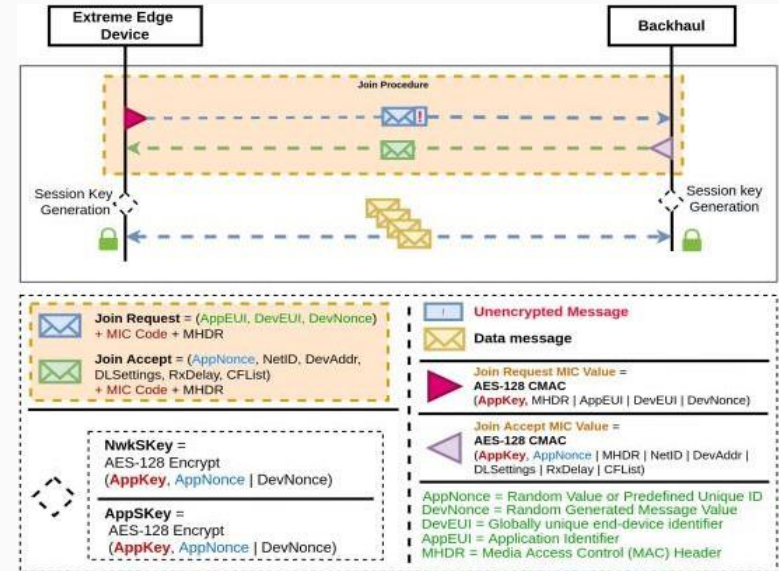 Extreme Edge
Device
Backhaul
Join Procedure
!
Session Key
Generation
Session key
Generation
Join Request = (AppEUI, DevEUI, DevNonce)
+ MIC Code + MHDR
Join Accept = (AppNonce, NetID, DevAddr,
DLSettings, RxDelay, CFList)
+ MIC Code + MHDR
NwkSKey =
AES-128 Encrypt
(AppKey, AppNonce | DevNonce)
AppSKey =
AES-128 Encrypt
(AppKey, AppNonce | DevNonce)
! Unencrypted Message
Data message
Join Request MIC Value =
AES-128 CMAC
(AppKey, MHDR | AppEUI | DevEUI | DevNonce)
Join Accept MIC Value =
AES-128 CMAC
(AppKey, AppNonce | MHDR | NetID | DevAddr |
DLSettings | RxDelay | CFList)
AppNonce = Random Value or Predefined Unique ID
DevNonce = Random Generated Message Value
DevEUI = Globally unique end-device identifier
AppEUI = Application Identifier
MHDR = Media Access Control (MAC) Header